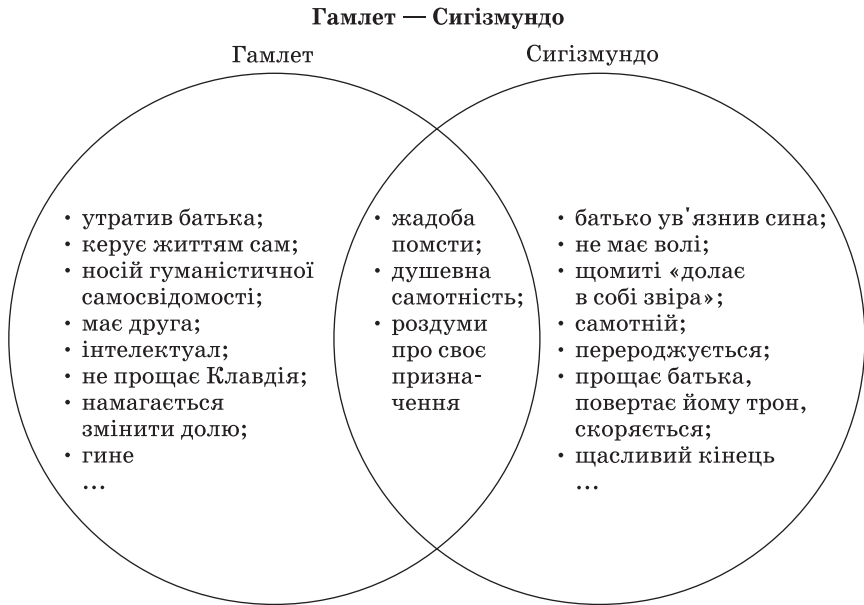 Гамлет — Сигізмундо
Гамлет
Сигізмундо
• утратив батька;
• керує життям сам;
• носій гуманістичної
самосвідомості;
• має друга;
• інтелектуал;
• не прощає Клавдія;
• намагається
змінити долю;
• гине
...
• жадоба
помсти;
• душевна
самотність;
• роздуми
про своє
призна-
чення
• батько ув'язнив сина;
• не має волі;
• щомиті «долає
в собі звіра»;
• самотній;
• перероджується;
• прощає батька,
повертає йому трон,
скоряється;
• щасливий кінець
...